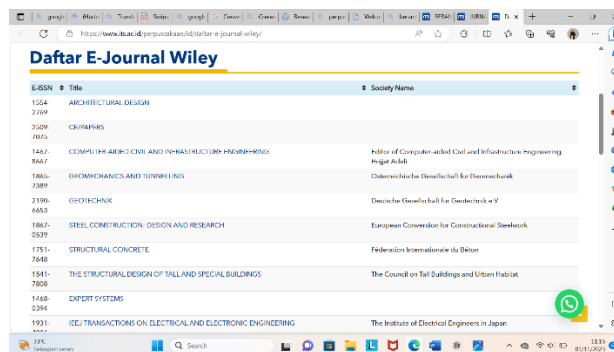 https://www.its.ac.id/perpustakaan/id/daftar-e-journal-wiley/
Daftar E-Journal Wiley
E-ISSN Title Society Name
1554-
2769
ARCHITECTURAL DESIGN
2509-
7075
CE/PAPERS
1467-
8667
COMPUTER-AIDED CIVIL AND INFRASTRUCTURE ENGINEERING
Editor of Computer-aided Civil and Infrastructure Engineering:
Hojjat Adeli
1865-
7389
GEOMECHANICS AND TUNNELLING
Österreichische Gesellschaft für Geomechanik
2190-
6653
GEOTECHNIK
Deutsche Gesellschaft für Geotechnik e.V
1867-
0539
STEEL CONSTRUCTION: DESIGN AND RESEARCH
European Convention for Constructional Steelwork
1751-
7648
STRUCTURAL CONCRETE
Féderation Internationale du Béton
1541-
7808
THE STRUCTURAL DESIGN OF TALL AND SPECIAL BUILDINGS
The Council on Tall Buildings and Urban Habitat
1468-
0394
EXPERT SYSTEMS
1931-
IEEJ TRANSACTIONS ON ELECTRICAL AND ELECTRONIC ENGINEERING
The Institute of Electrical Engineers in Japan
Search